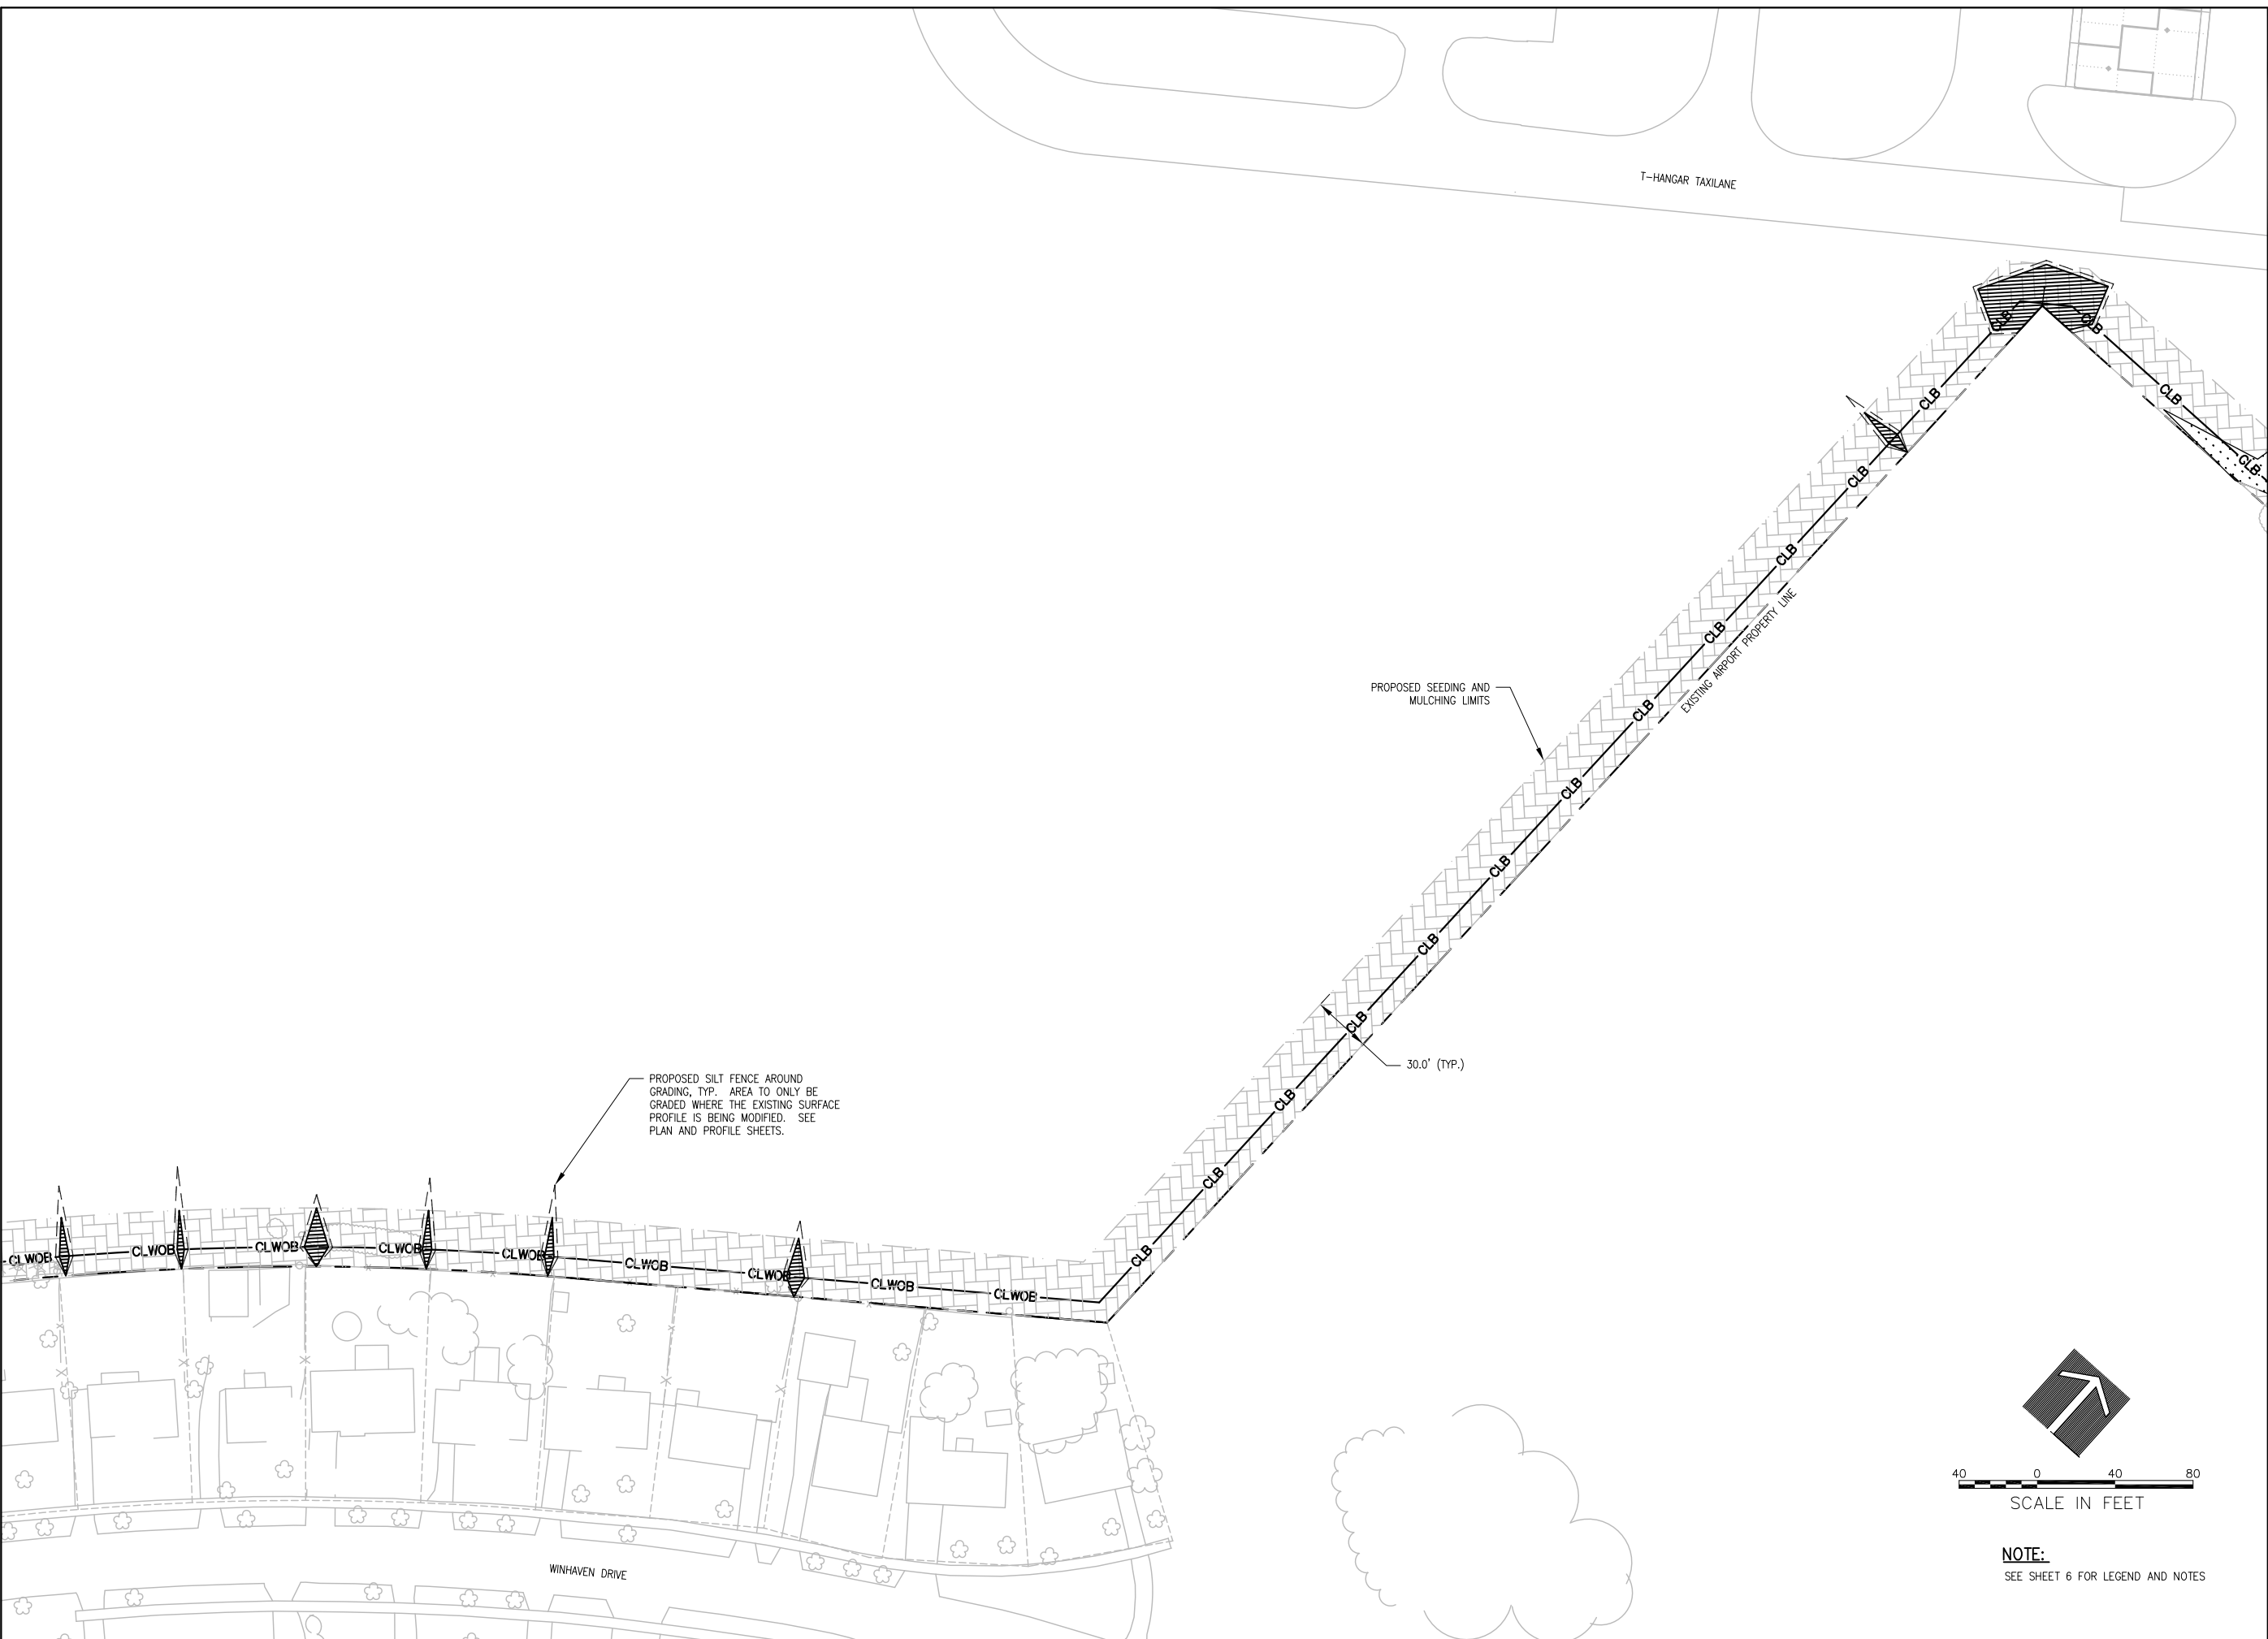 T-HANGAR TAXILANE
CLB
CLB
CLB
CLB
CLB
CLB
CLB
CLB
CLB
EXISTING AIRPORT PROPERTY LINE
CLB
PROPOSED SEEDING AND
MULCHING LIMITS
CLB
CLB
CLB
CLB
30.0' (TYP.)
CLB
CLB
CLB
PROPOSED SILT FENCE AROUND
GRADING, TYP. AREA TO ONLY BE
GRADED WHERE THE EXISTING SURFACE
PROFILE IS BEING MODIFIED. SEE
PLAN AND PROFILE SHEETS.
CLWOB
CLWOB
CLWOB
CLWOB
CLWOB
CLWOB
CLWOB
CLWOB
CLWOB
WINHAVEN DRIVE
40 0 40 80
SCALE IN FEET
NOTE:
SEE SHEET 6 FOR LEGEND AND NOTES